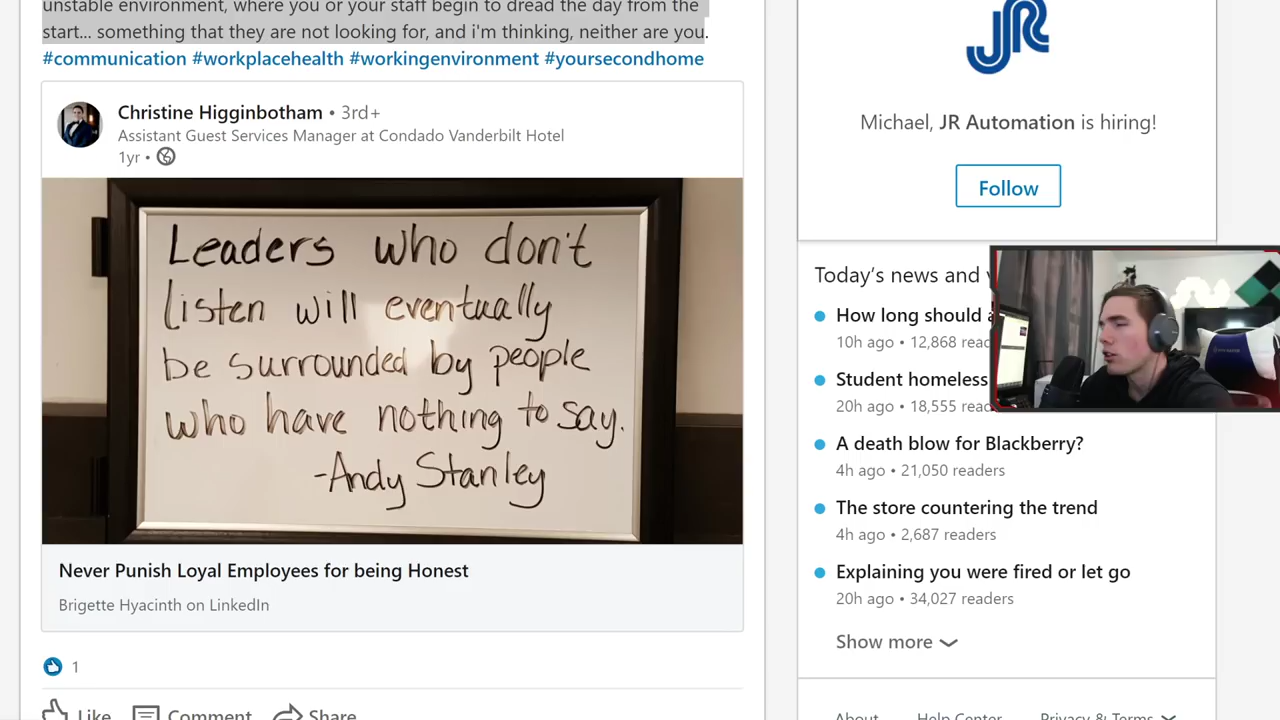 unstable environment, where you or your staff begin to dread the day from the
start... something that they are not looking for, and i'm thinking, neither are you.
#communication #workplacehealth #workingenvironment #yoursecondhome
Christine Higginbotham • 3rd+
Assistant Guest Services Manager at Condado Vanderbilt Hotel
1yr •
Leaders who don't
listen will eventually
be surrounded by people
who have nothing to say.
-Andy Stanley
Never Punish Loyal Employees for being Honest
Brigette Hyacinth on LinkedIn
1
Like Comment Share
JR
Michael, JR Automation is hiring!
Follow
Today's news and
How long should
10h ago • 12,868
Student homeless
20h ago • 18,555
A death blow for Blackberry?
4h ago • 21,050 readers
The store countering the trend
4h ago • 2,687 readers
Explaining you were fired or let go
20h ago • 34,027 readers
Show more
About Help Center Privacy & Terms